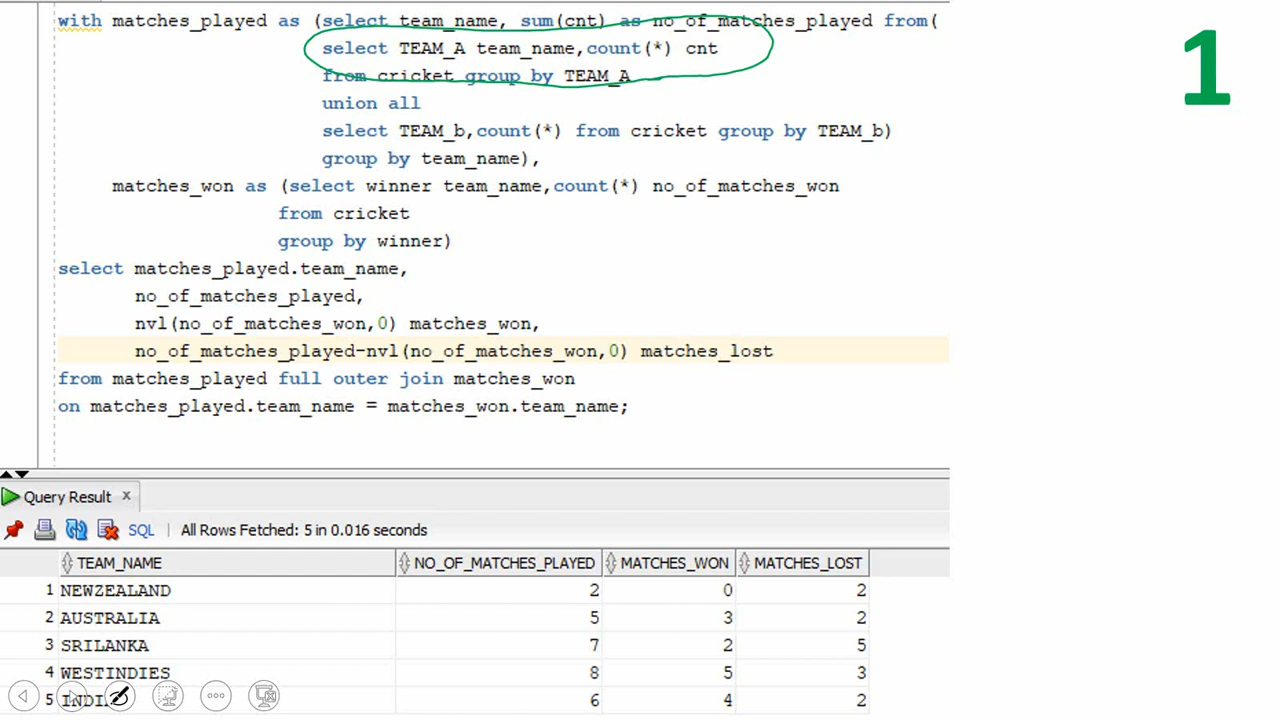 with matches_played as (select team_name, sum(cnt) as no_of_matches_played from(
1
select TEAM_A team_name,count(*) cnt
from cricket group by TEAM_A
union all
select TEAM_b,count(*) from cricket group by TEAM_b)
group by team_name),
matches_won as (select winner team_name,count(*) no_of_matches_won
from cricket
group by winner)
select matches_played.team_name,
no_of_matches_played,
nvl(no_of_matches_won,0) matches_won,
no_of_matches_played-nvl(no_of_matches_won,0) matches_lost
from matches_played full outer join matches_won
on matches_played.team_name = matches_won.team_name;
Query Result x
SQL | All Rows Fetched: 5 in 0.016 seconds
TEAM_NAME NO_OF_MATCHES_PLAYED MATCHES_WON MATCHES_LOST
1 NEWZEALAND 2 0 2
2 AUSTRALIA 5 3 2
3 SRILANKA 7 2 5
4 WESTINDIES 8 5 3
5 6 4 2